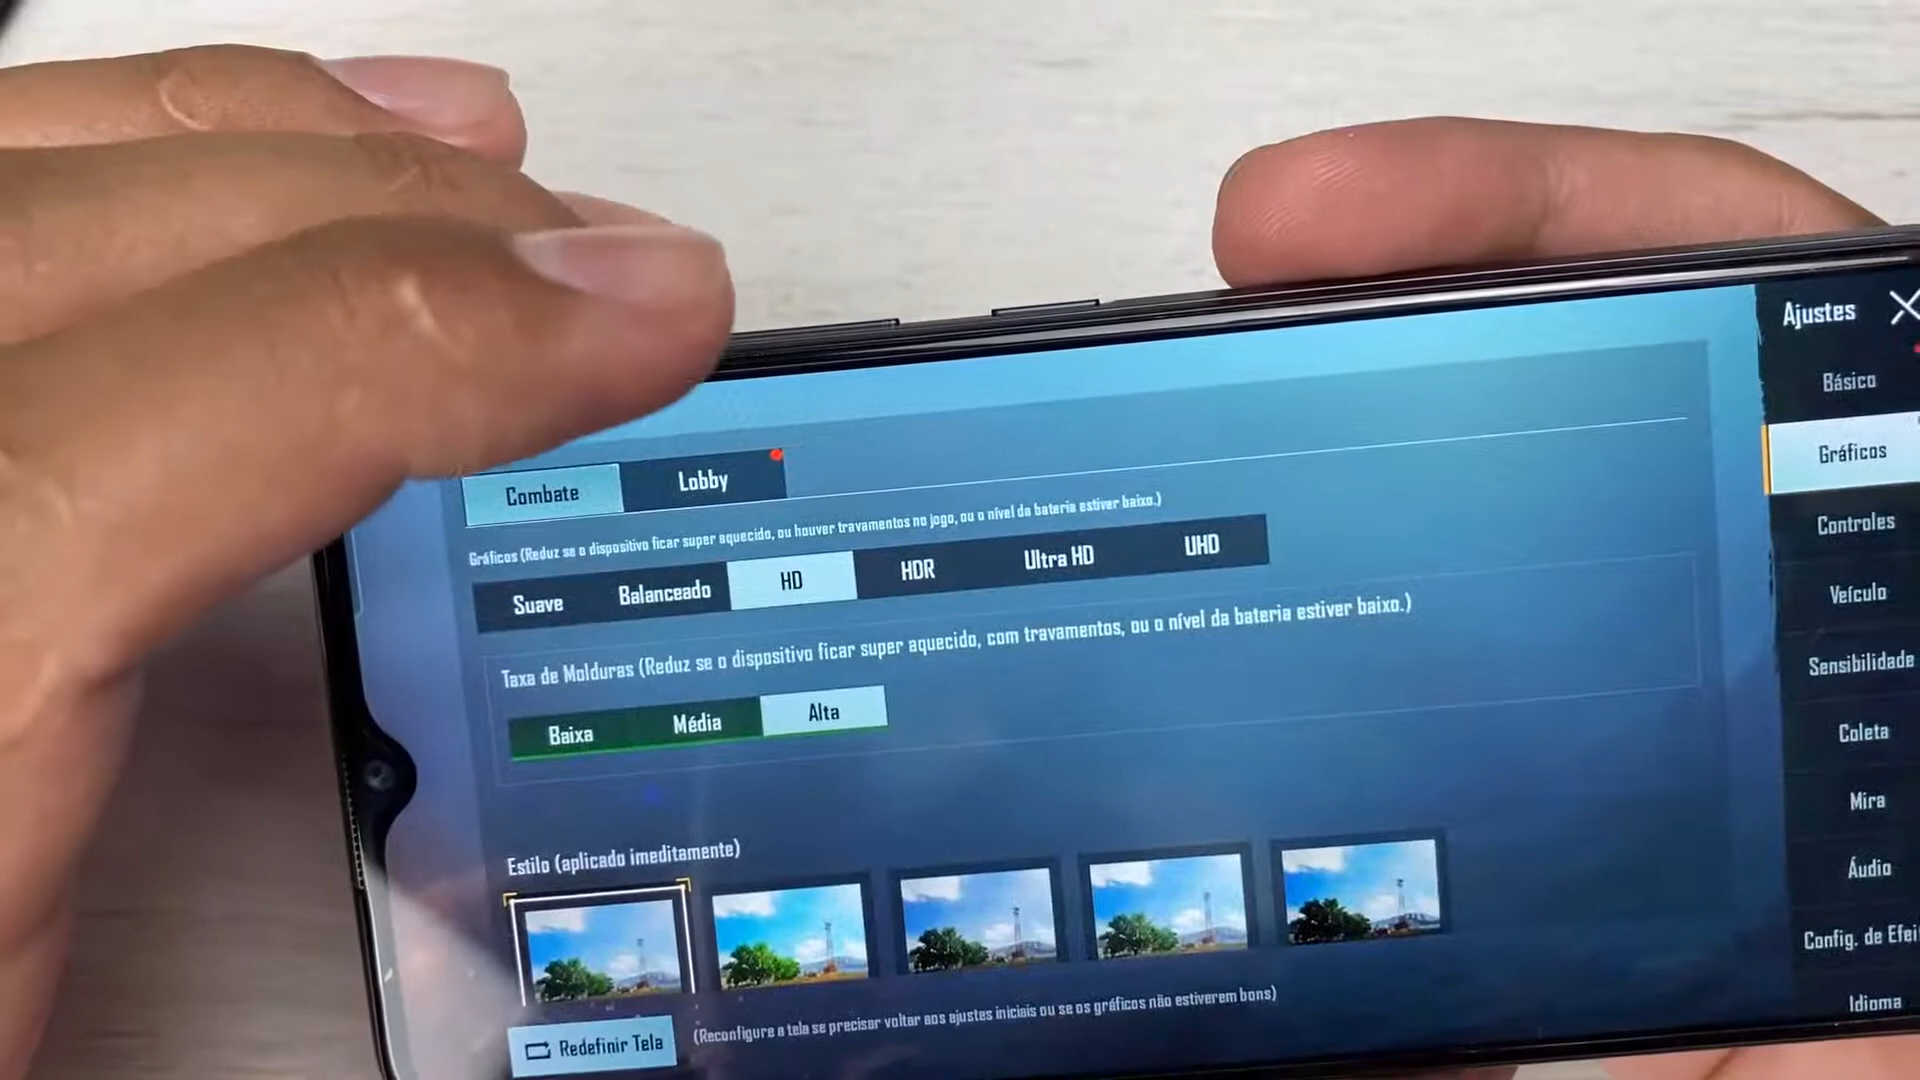 Ajustes
Básico
Gráficos
Controles
Veículo
Sensibilidade
Coleta
Mira
Áudio
Config. de Efei
Idioma
Combate
Lobby
Gráficos (Reduz se o dispositivo ficar super aquecido, ou houver travamentos no jogo, ou o nível da bateria estiver baixo.)
Suave
Balanceado
HD
HDR
Ultra HD
UHD
Taxa de Molduras (Reduz se o dispositivo ficar super aquecido, com travamentos, ou o nível da bateria estiver baixo.)
Baixa
Média
Alta
Estilo (aplicado imeditamente)
Redefinir Tela
(Reconfigure a tela se precisar voltar aos ajustes iniciais ou se os gráficos não estiverem bons)